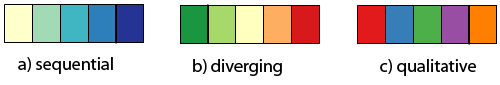 a) sequential
b) diverging
c) qualitative